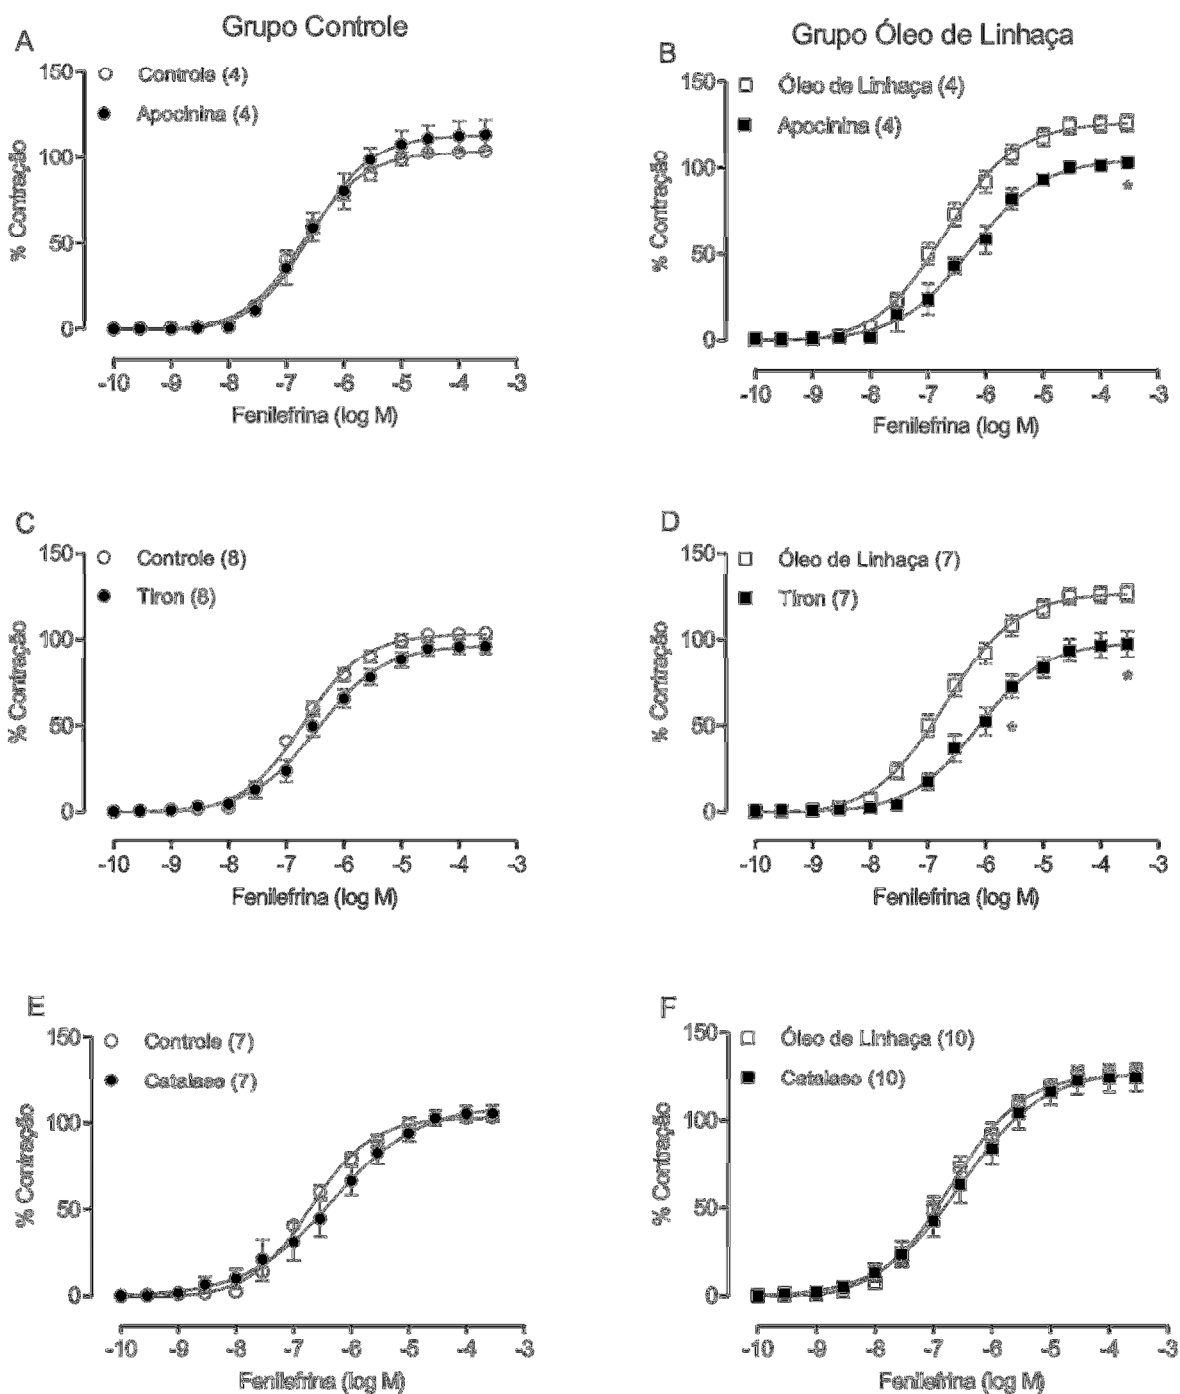 Grupo Controle
Grupo Óleo de Linhaça
A
Controle (4)
Apocinina (4)
150
100
50
0
% Contração
-10 -9 -8 -7 -6 -5 -4 -3
Fenilefrina (log M)
B
Óleo de Linhaça (4)
Apocinina (4)
150
100
50
0
% Contração
*
-10 -9 -8 -7 -6 -5 -4 -3
Fenilefrina (log M)
C
Controle (8)
Tiron (8)
150
100
50
0
% Contração
-10 -9 -8 -7 -6 -5 -4 -3
Fenilefrina (log M)
D
Óleo de Linhaça (7)
Tiron (7)
150
100
50
0
% Contração
*
*
-10 -9 -8 -7 -6 -5 -4 -3
Fenilefrina (log M)
E
Controle (7)
Catalase (7)
150
100
50
0
% Contração
-10 -9 -8 -7 -6 -5 -4 -3
Fenilefrina (log M)
F
Óleo de Linhaça (10)
Catalase (10)
150
100
50
0
% Contração
-10 -9 -8 -7 -6 -5 -4 -3
Fenilefrina (log M)